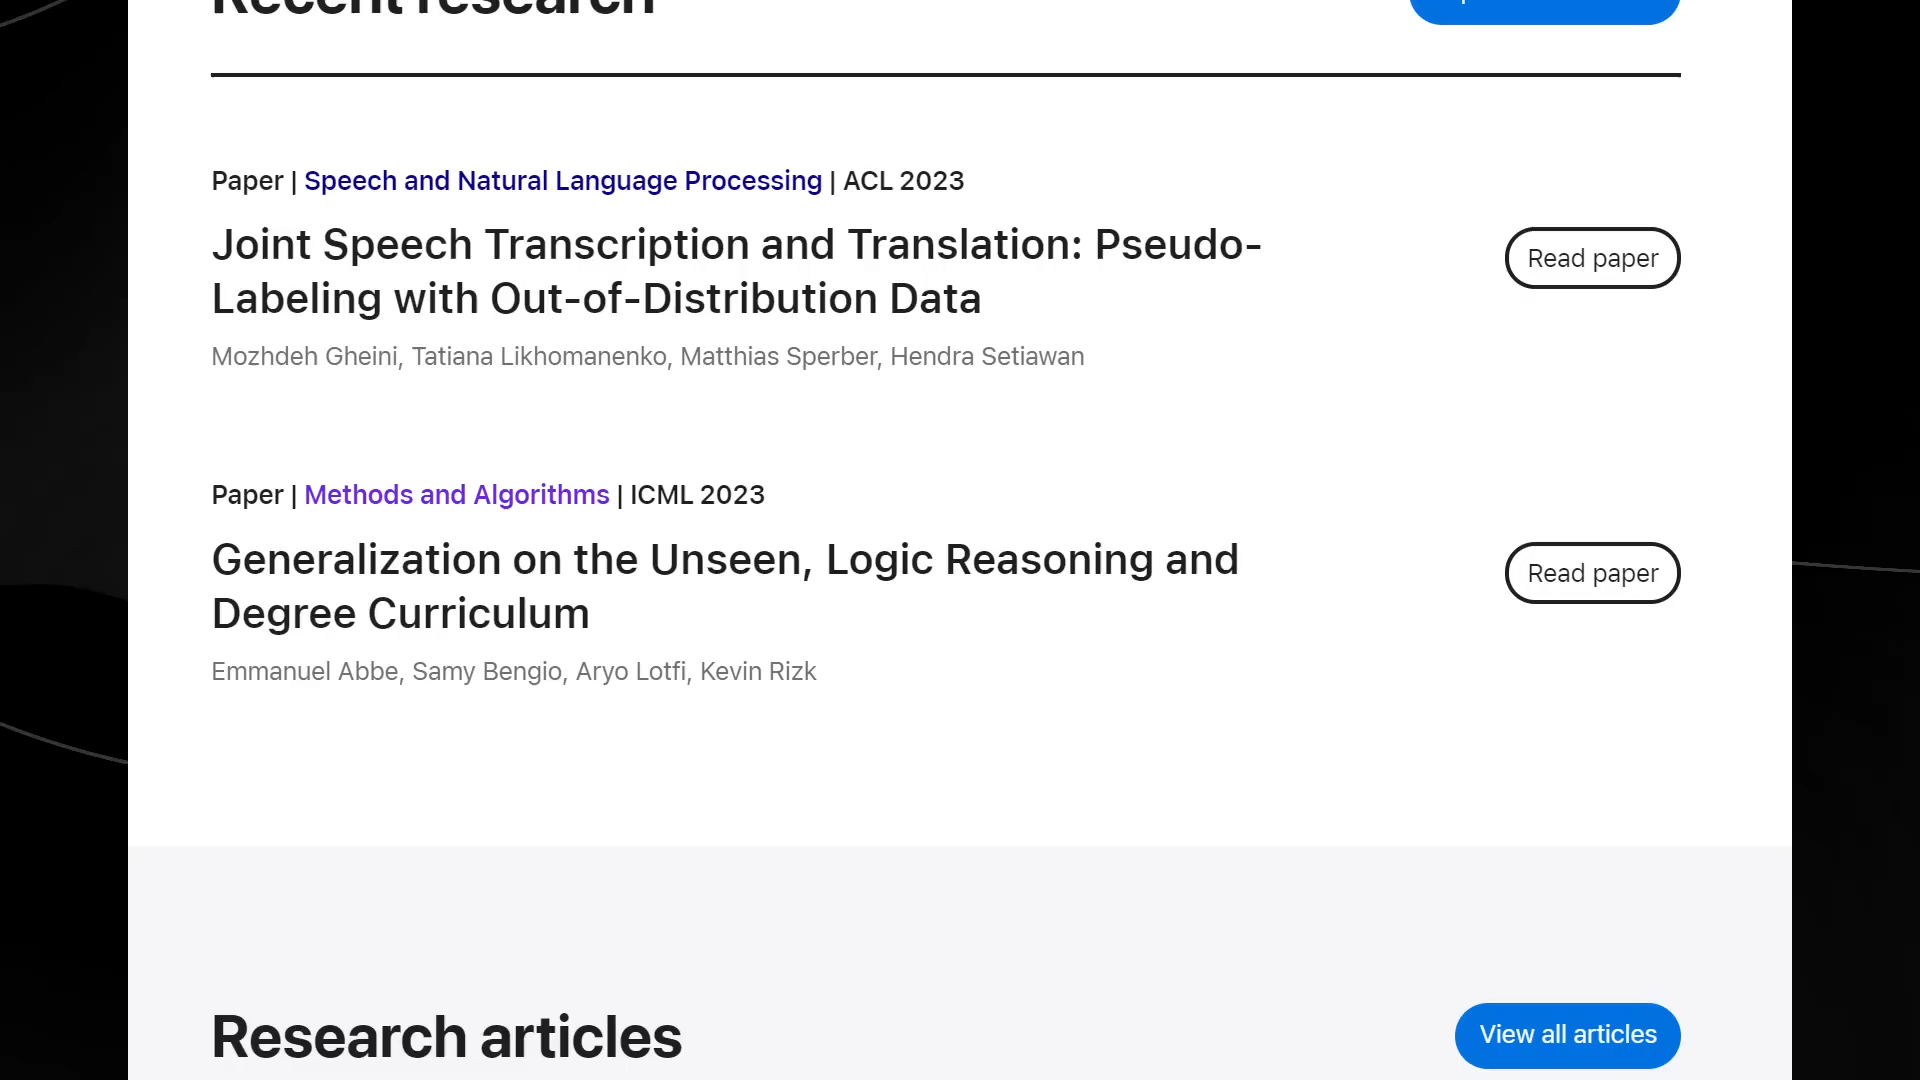 Recent research
Paper | Speech and Natural Language Processing | ACL 2023
Joint Speech Transcription and Translation: Pseudo-
Labeling with Out-of-Distribution Data
Read paper
Mozhdeh Gheini, Tatiana Likhomanenko, Matthias Sperber, Hendra Setiawan
Paper | Methods and Algorithms | ICML 2023
Generalization on the Unseen, Logic Reasoning and
Degree Curriculum
Read paper
Emmanuel Abbe, Samy Bengio, Aryo Lotfi, Kevin Rizk
Research articles
View all articles